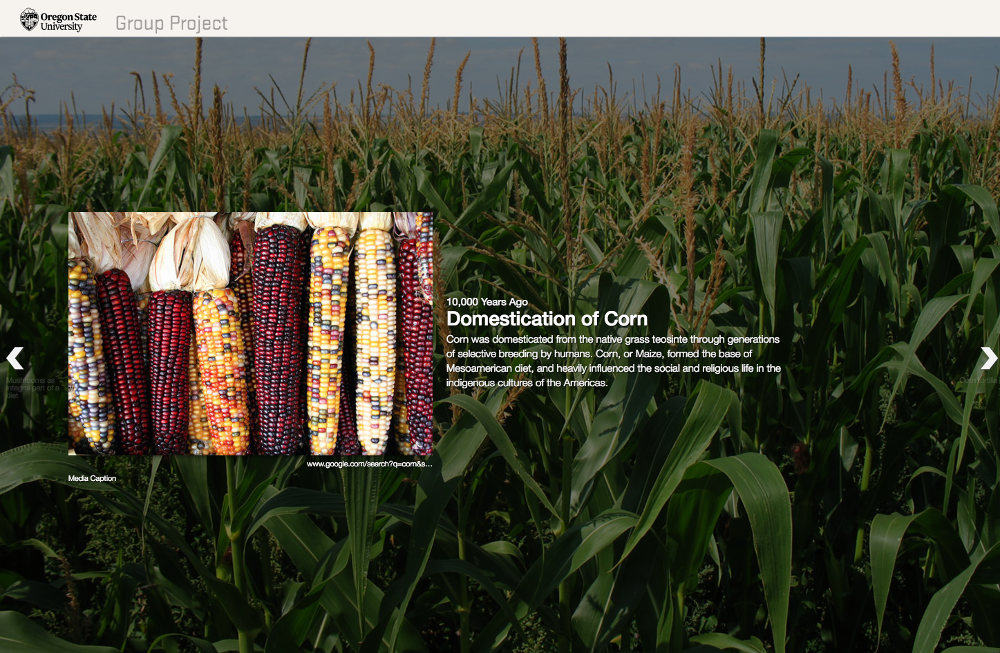 Oregon State
University
Group Project
10,000 Years Ago
Domestication of Corn
Corn was domesticated from the native grass teosinte through generations
of selective breeding by humans. Corn, or Maize, formed the base of
Mesoamerican diet, and heavily influenced the social and religious life in the
indigenous cultures of the Americas.
Mushrooms as
integral part of a
diet
Corn tortilla
www.google.com/search?q=corn&s...
Media Caption